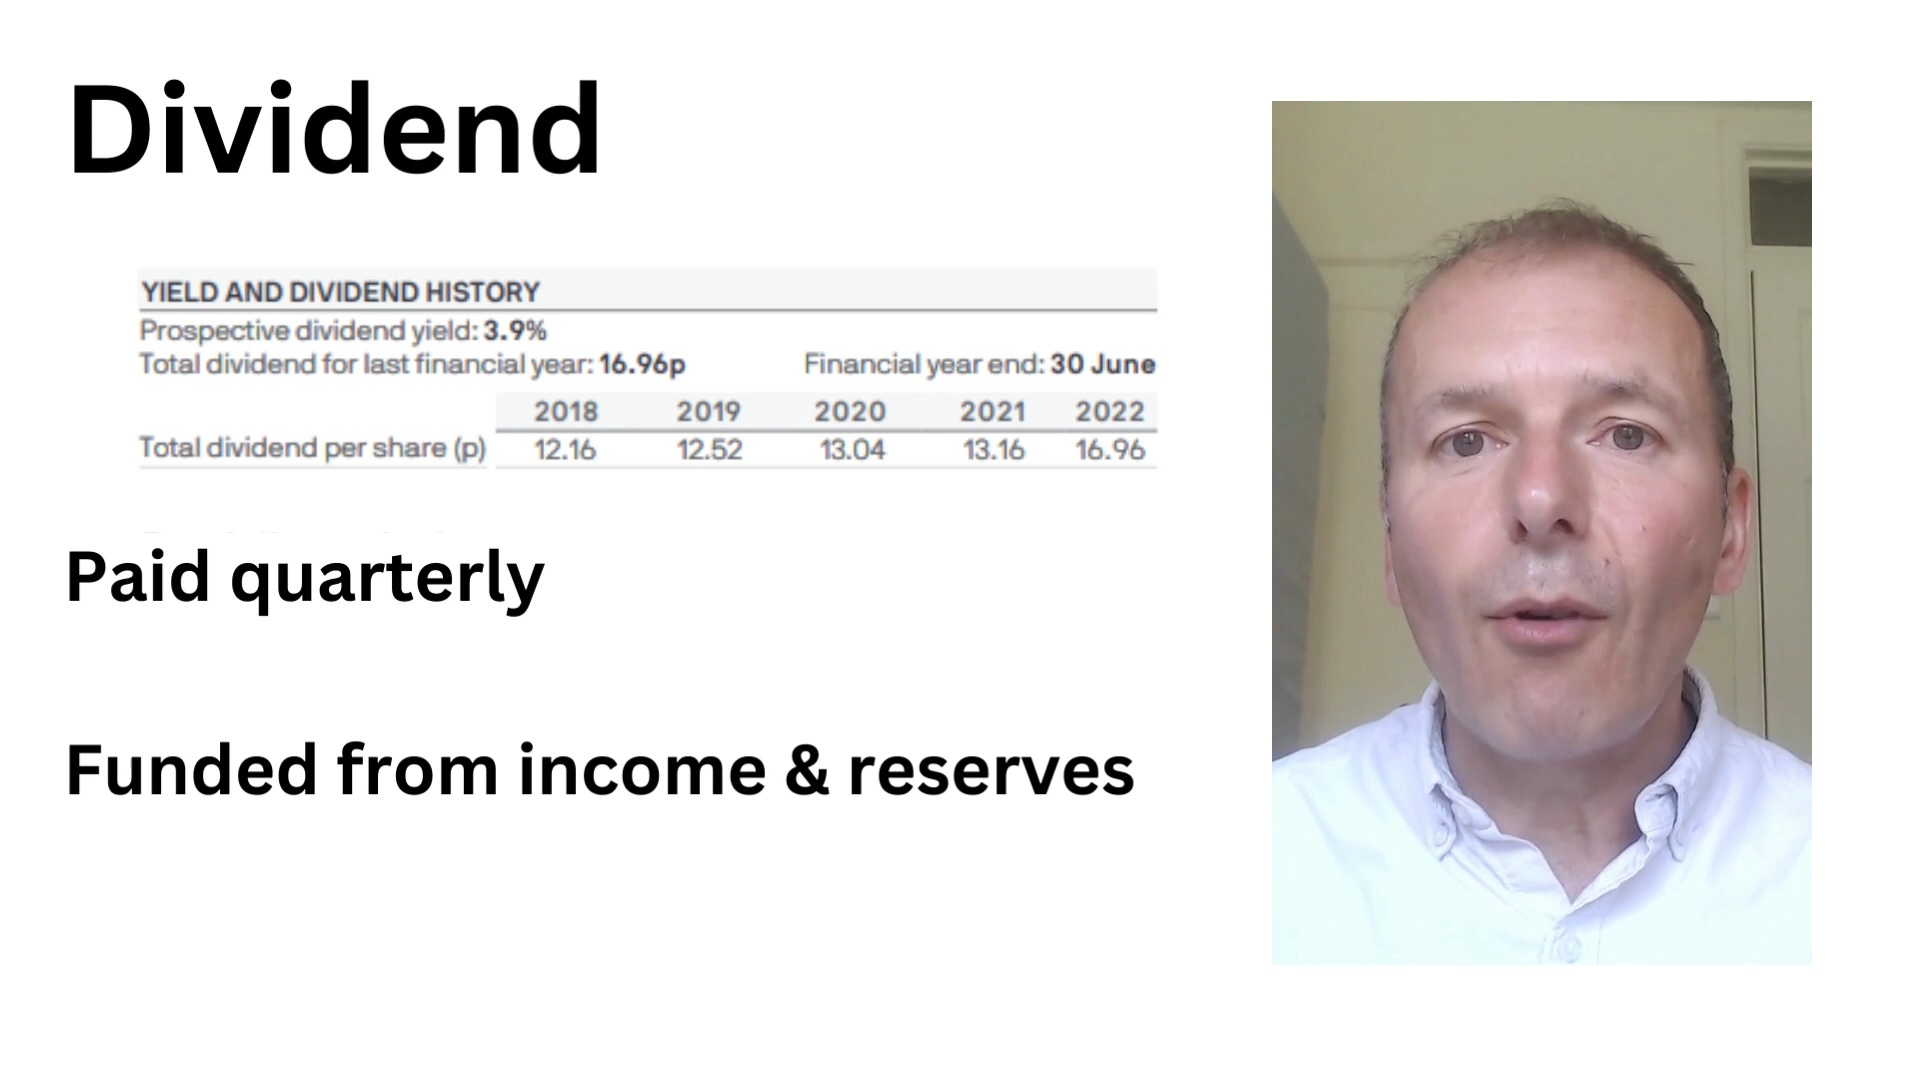 Dividend
YIELD AND DIVIDEND HISTORY
Prospective dividend yield: 3.9%
Total dividend for last financial year: 16.96p Financial year end: 30 June
2018 2019 2020 2021 2022
Total dividend per share (p) 12.16 12.52 13.04 13.16 16.96
Paid quarterly
Funded from income & reserves